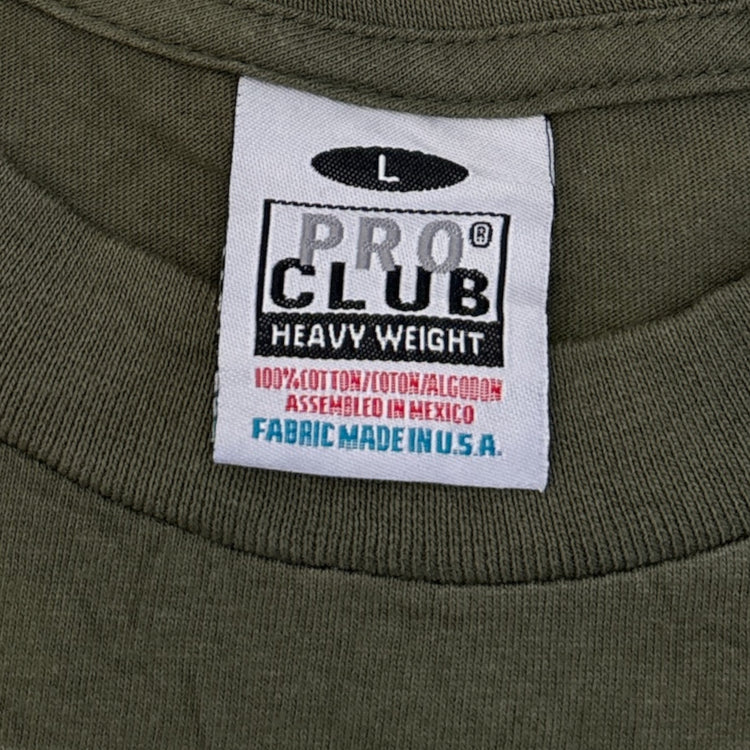 L
PRO®
CLUB
HEAVY WEIGHT
100%COTTON/COTON/ALGODON
ASSEMBLED IN MEXICO
FABRIC MADE IN U.S.A.